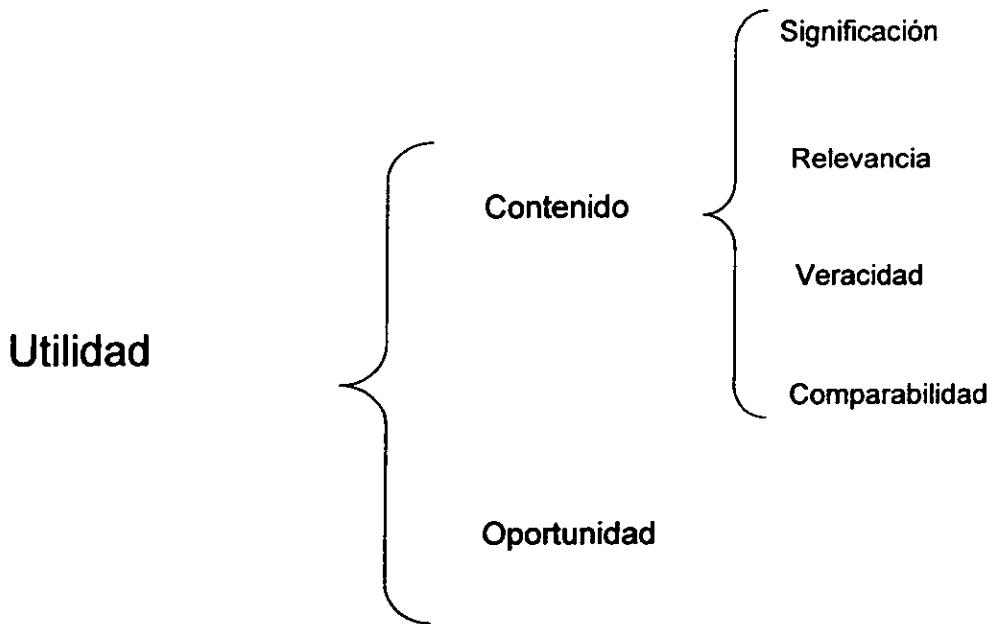 Utilidad
Contenido
Significación
Relevancia
Veracidad
Comparabilidad
Oportunidad